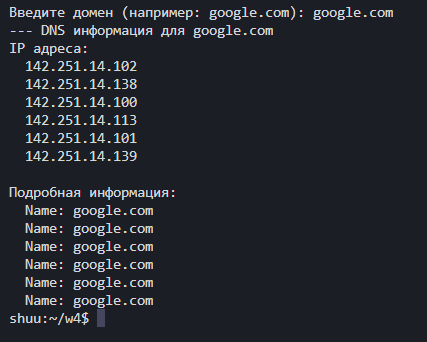 Введите домен (например: google.com): google.com
--- DNS информация для google.com
IP адреса:
  142.251.14.102
  142.251.14.138
  142.251.14.100
  142.251.14.113
  142.251.14.101
  142.251.14.139

Подробная информация:
  Name: google.com
  Name: google.com
  Name: google.com
  Name: google.com
  Name: google.com
  Name: google.com
shuu:~/w4$